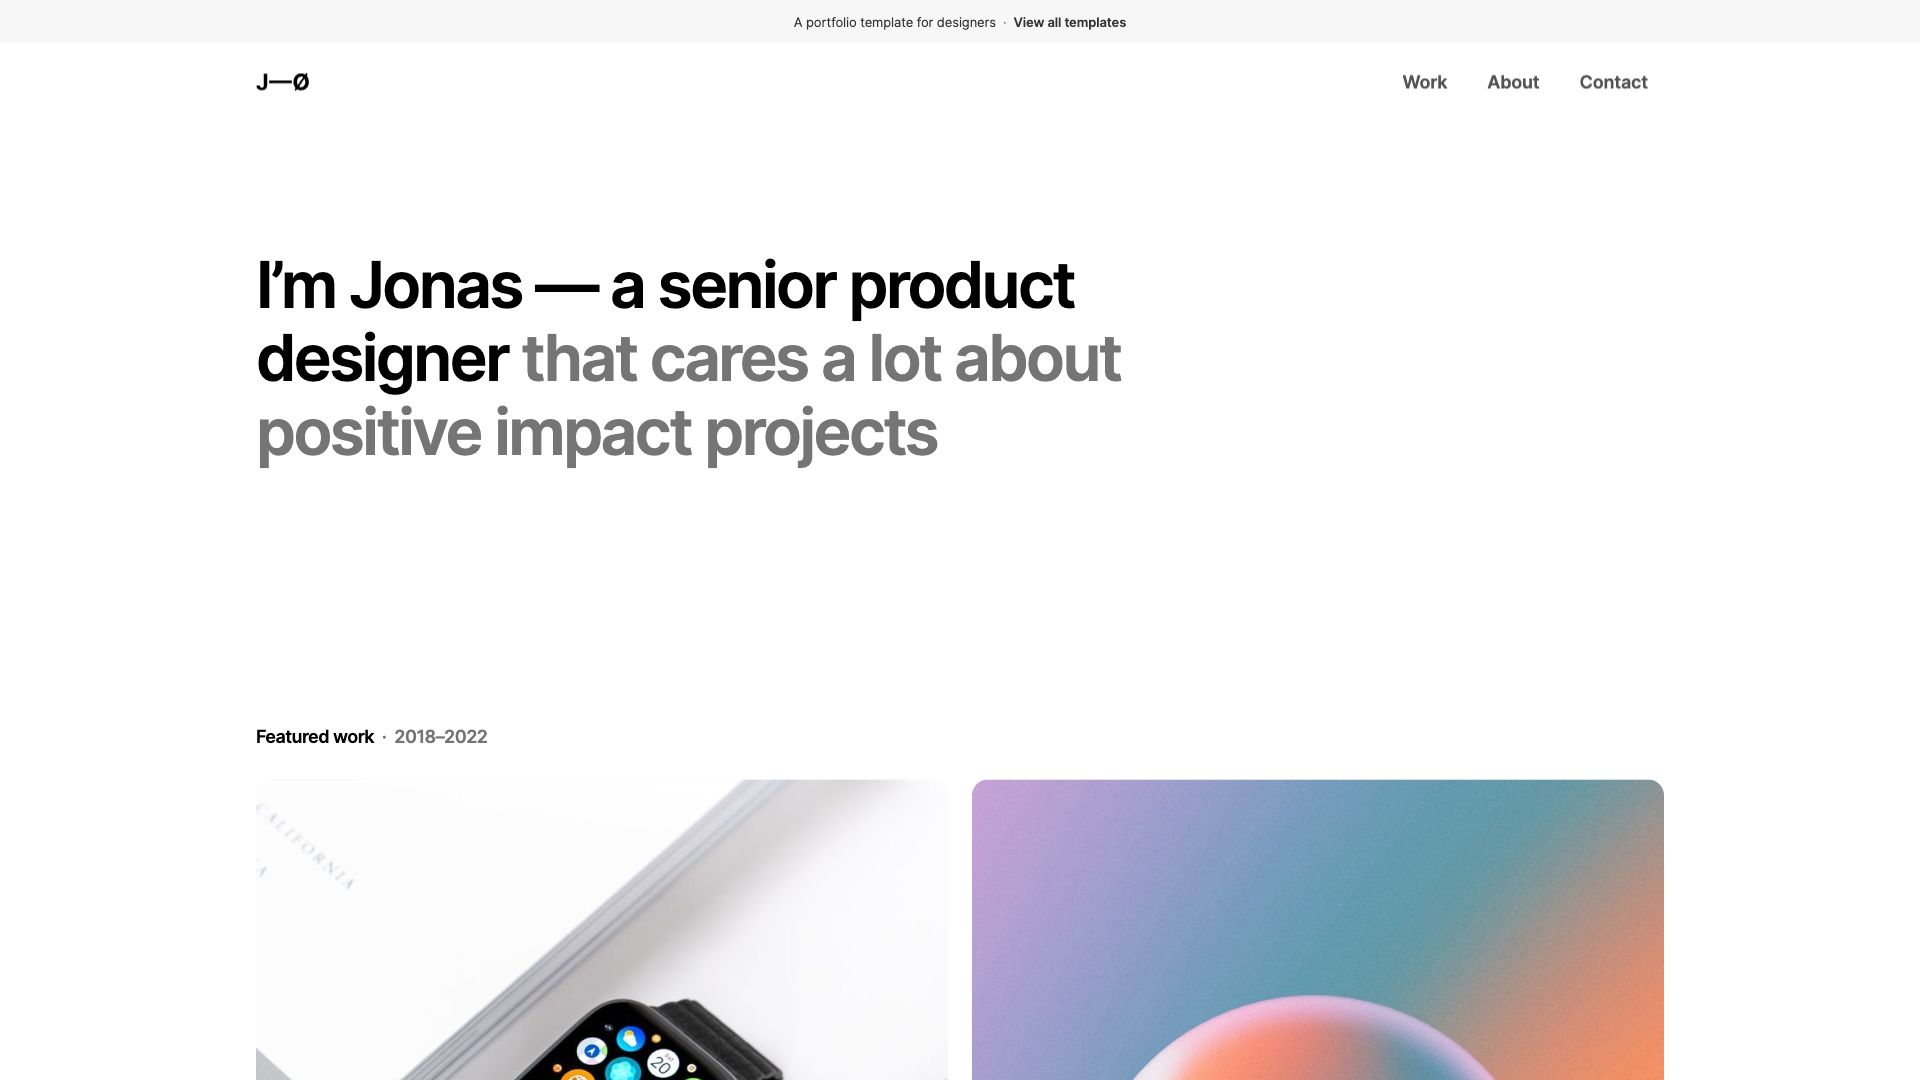 A portfolio template for designers · View all templates
J—Ø
Work About Contact
I’m Jonas — a senior product
designer that cares a lot about
positive impact projects
Featured work · 2018–2022
CALIFORNIA
20